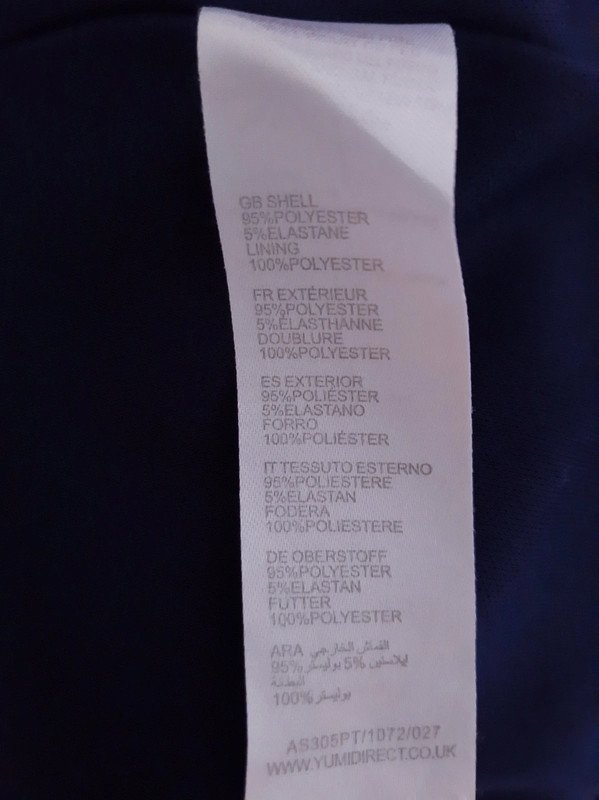 GB SHELL
95%POLYESTER
5%ELASTANE
LINING
100%POLYESTER
FR EXTÉRIEUR
95%POLYESTER
5%ÉLASTHANNE
DOUBLURE
100%POLYESTER
ES EXTERIOR
95%POLIÉSTER
5%ELASTANO
FORRO
100%POLIÉSTER
IT TESSUTO ESTERNO
95%POLIESTERE
5%ELASTAN
FODERA
100%POLIESTERE
DE OBERSTOFF
95%POLYESTER
5%ELASTAN
FUTTER
100%POLYESTER
ARA القماش الخارجي
95% بوليستر 5% إيلاستين
البطانة
100% بوليستر
AS305PT/1072/027
WWW.YUMIDIRECT.CO.UK